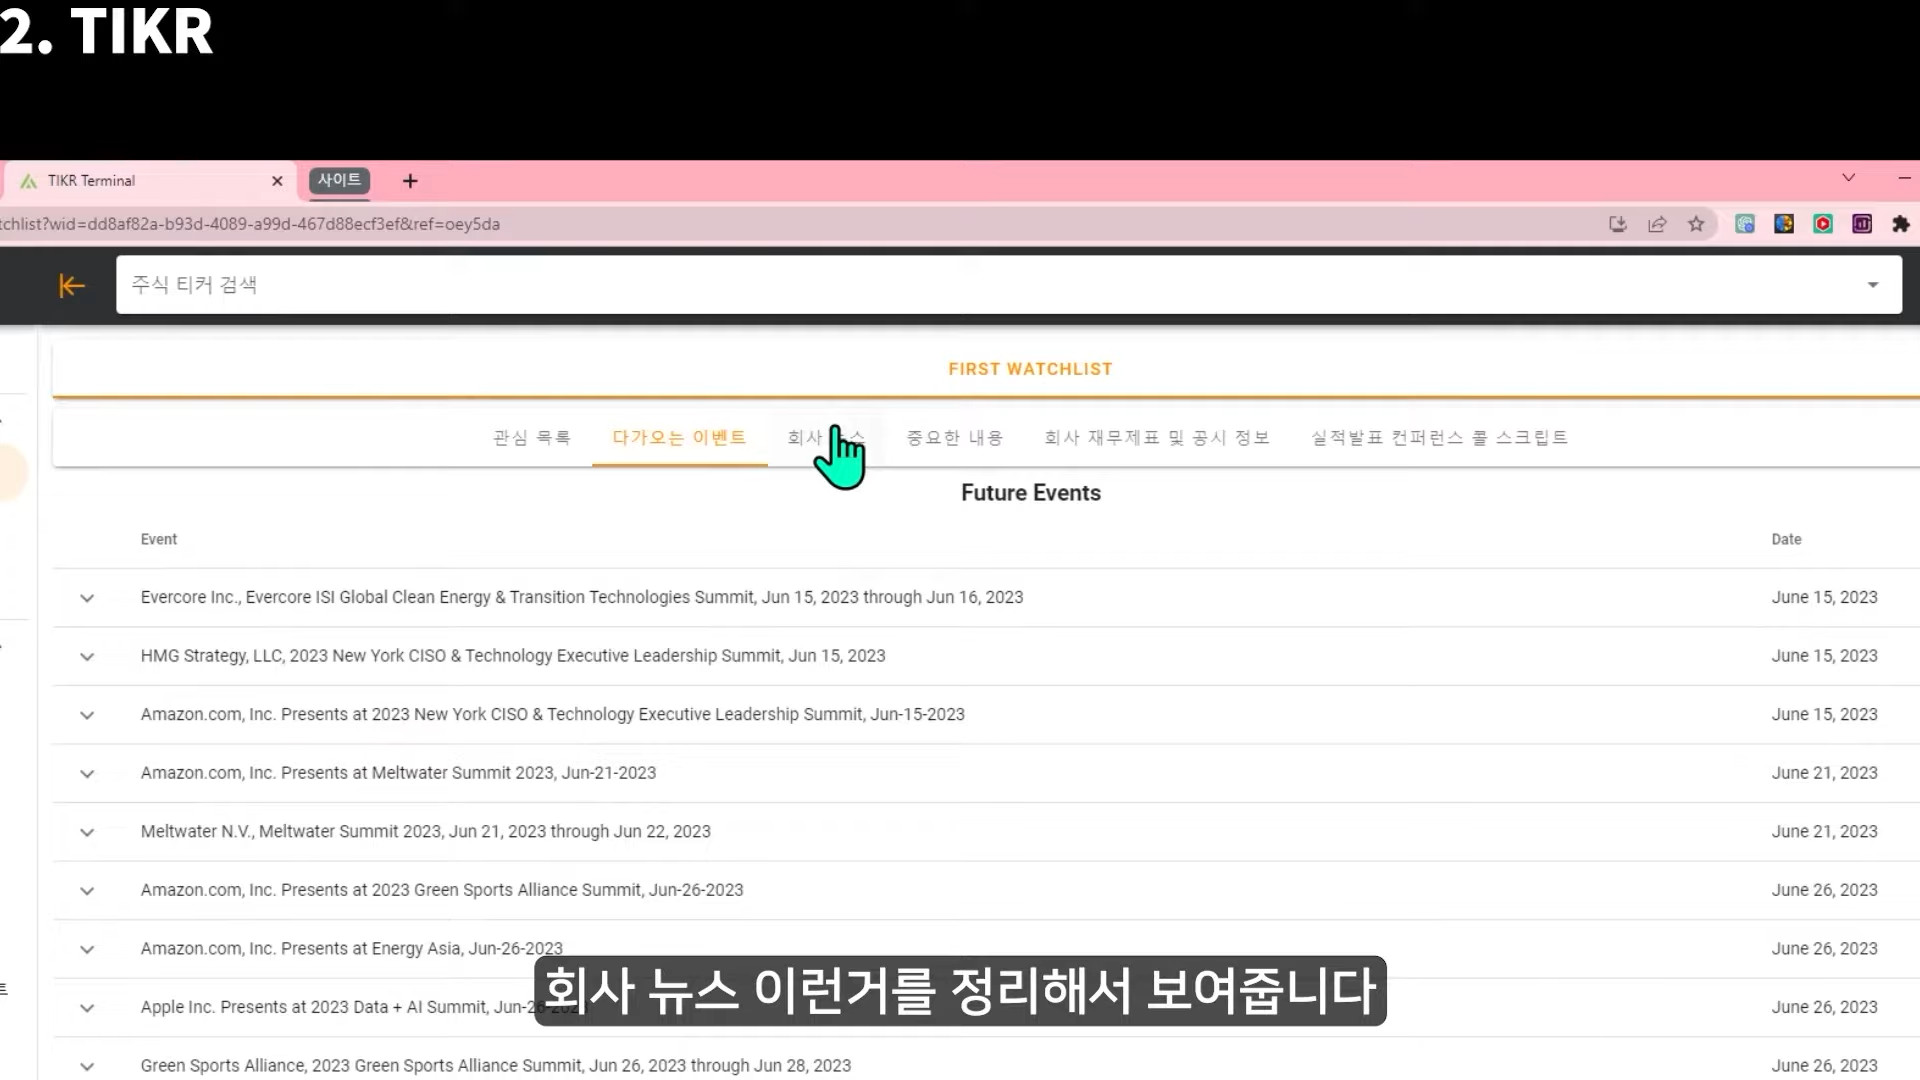 2. TIKR
TIKR Terminal
사이트
tchlist?wid=dd8af82a-b93d-4089-a99d-467d88ecf3ef&ref=oey5da
주식 티커 검색
FIRST WATCHLIST
관심 목록 다가오는 이벤트 회사 중요한 내용 회사 재무제표 및 공시 정보 실적발표 컨퍼런스 콜 스크립트
Future Events
Event Date
Evercore Inc., Evercore ISI Global Clean Energy & Transition Technologies Summit, Jun 15, 2023 through Jun 16, 2023 June 15, 2023
HMG Strategy, LLC, 2023 New York CISO & Technology Executive Leadership Summit, Jun 15, 2023 June 15, 2023
Amazon.com, Inc. Presents at 2023 New York CISO & Technology Executive Leadership Summit, Jun-15-2023 June 15, 2023
Amazon.com, Inc. Presents at Meltwater Summit 2023, Jun-21-2023 June 21, 2023
Meltwater N.V., Meltwater Summit 2023, Jun 21, 2023 through Jun 22, 2023 June 21, 2023
Amazon.com, Inc. Presents at 2023 Green Sports Alliance Summit, Jun-26-2023 June 26, 2023
Amazon.com, Inc. Presents at Energy Asia, Jun-26-2023 June 26, 2023
Apple Inc. Presents at 2023 Data + AI Summit, Jun-26-2023 June 26, 2023
회사 뉴스 이런거를 정리해서 보여줍니다
Green Sports Alliance, 2023 Green Sports Alliance Summit, Jun 26, 2023 through Jun 28, 2023 June 26, 2023